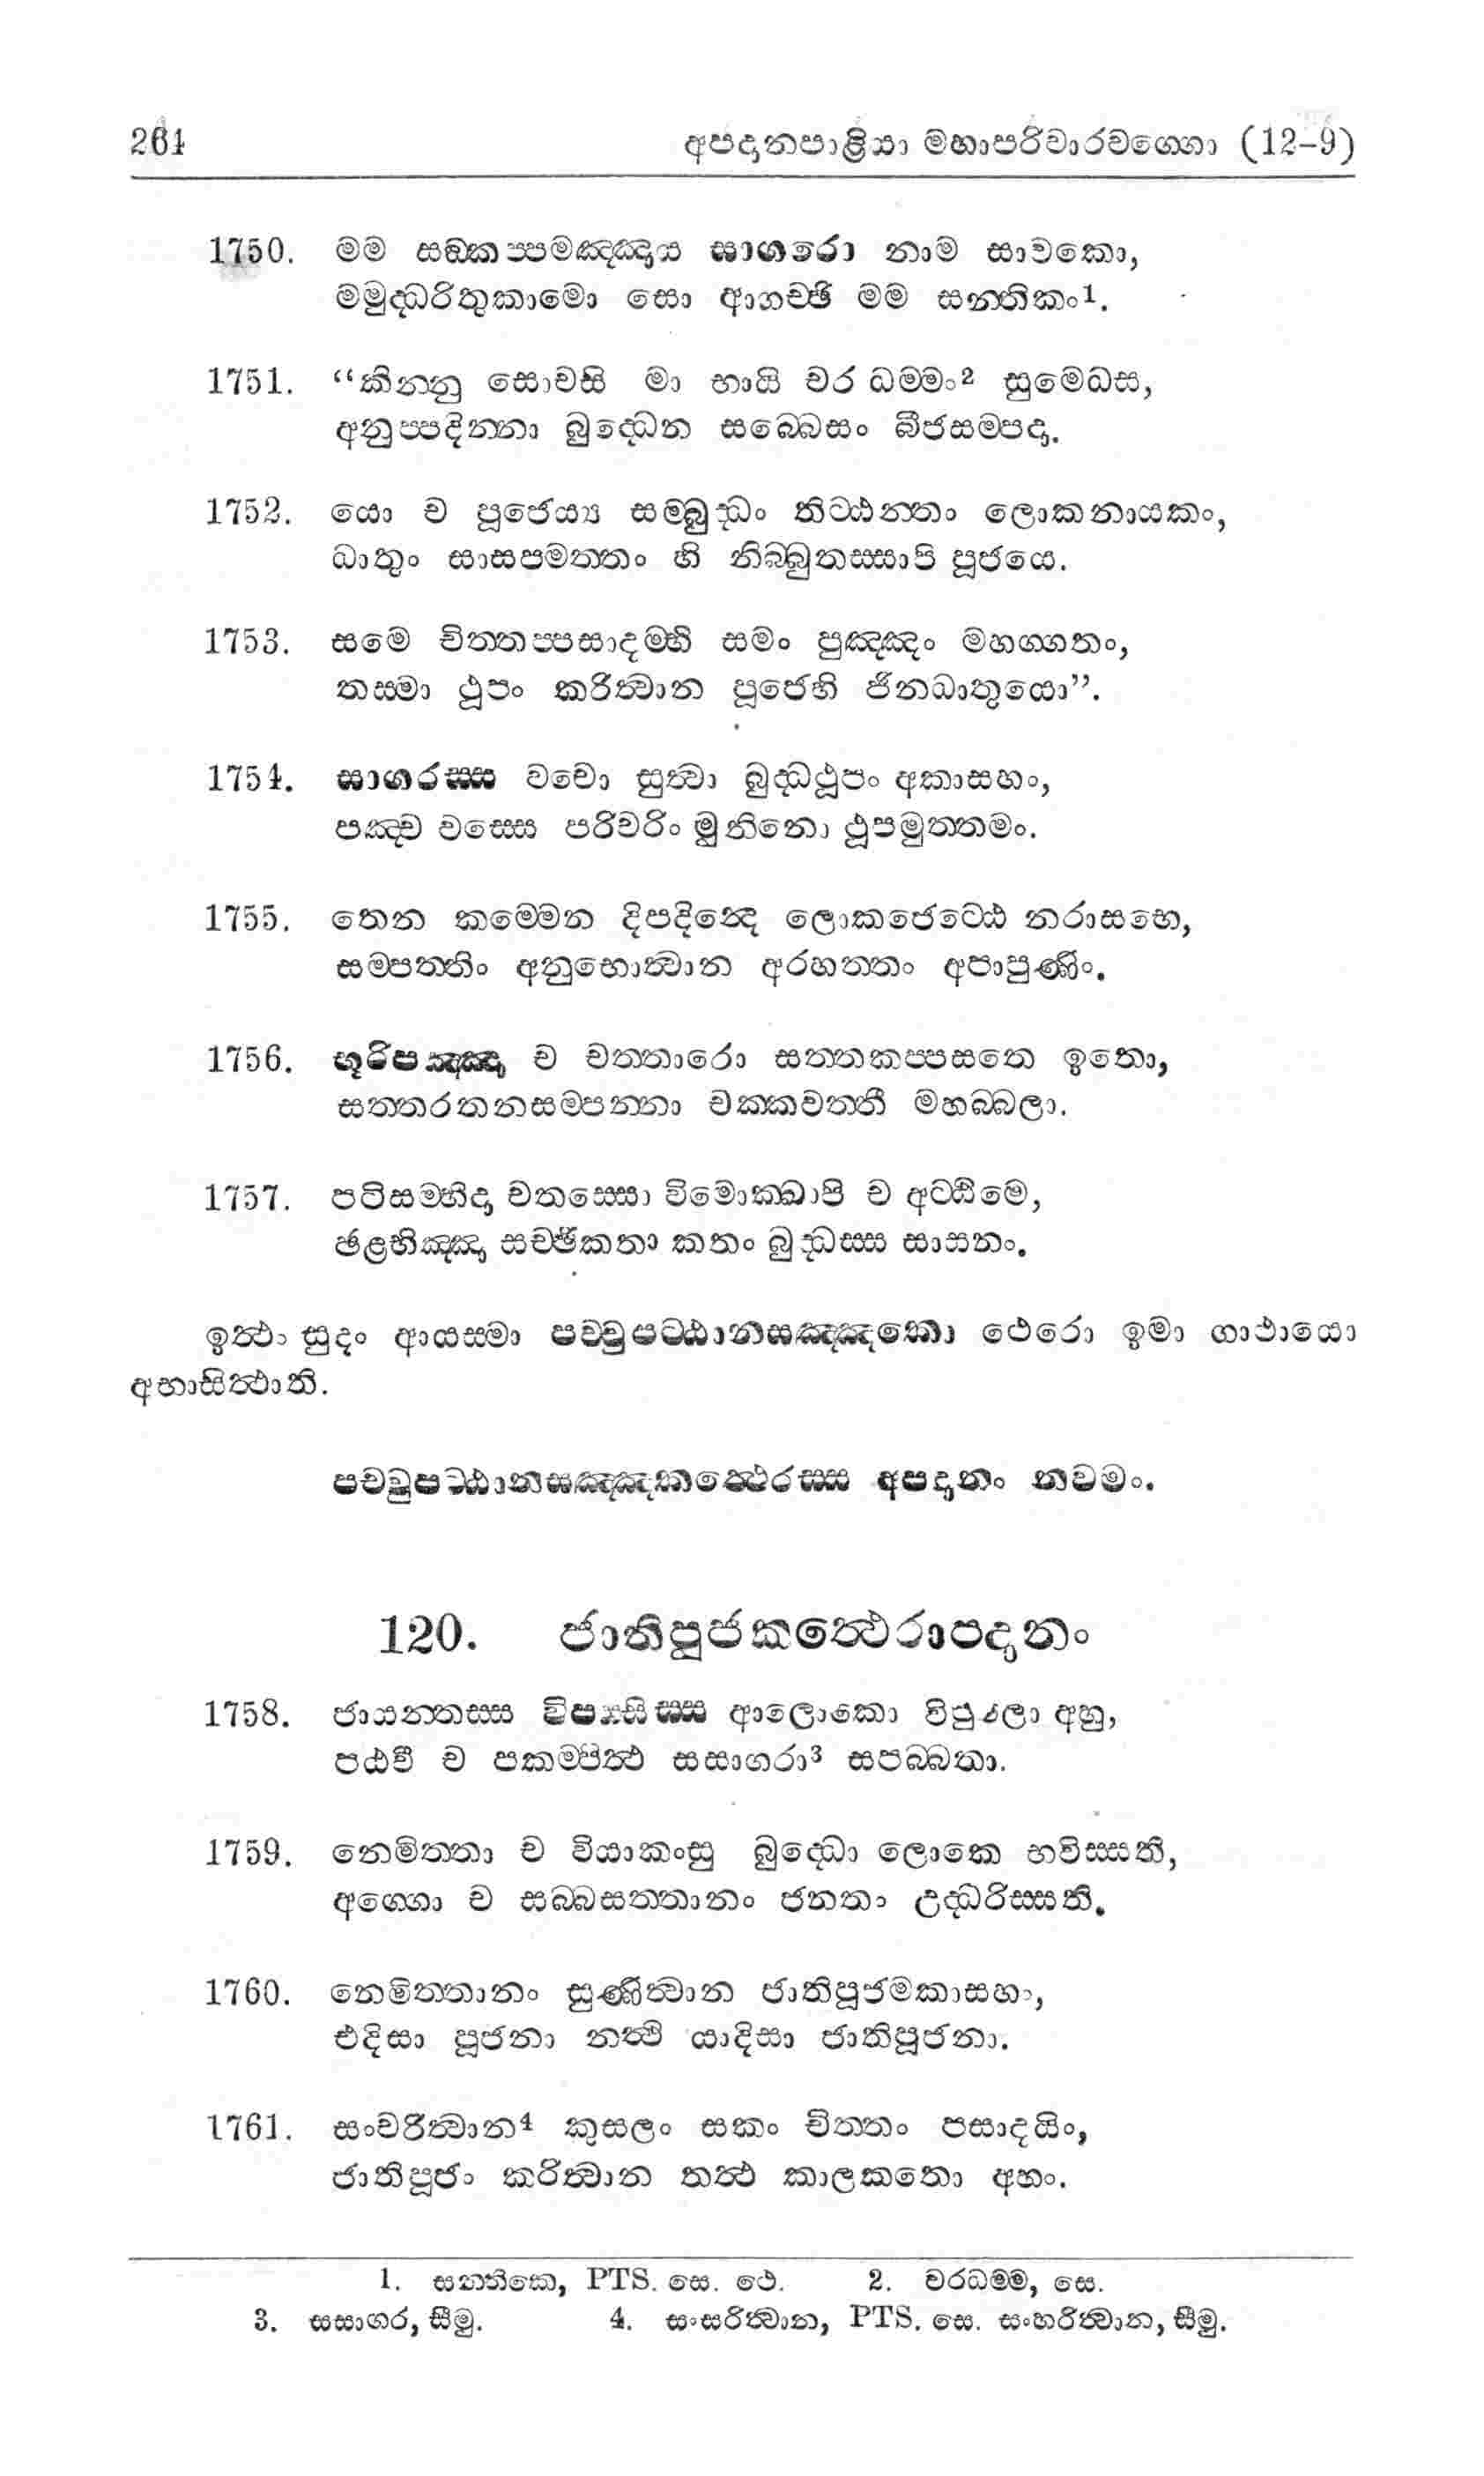 264 අපදානපාළියා මහාපරිවාරවග්ගො (12-9)
1750. මම සඞ්කප්පමඤ්ඤාය සාගරො නාම සාවකො,
මමුද්ධරිතුකාමො සො ආගච්ඡි මම සන්තිකං1.
1751. “කින්නු සොචසි මා භායි චර ධම්මං2 සුමෙධස,
අනුප්පදින්නා බුද්ධෙන සබ්බෙසං බීජසම්පදා.
1752. යො ච පූජෙය්‍ය සම්බුද්ධං තිට්ඨන්තං ලොකනායකං,
ධාතුං සාසපමත්තං හි නිබ්බුතස්සාපි පූජයෙ.
1753. සමෙ චිත්තප්පසාදම්හි සමං පුඤ්ඤං මහග්ගතං,
තස්මා ථූපං කරිත්වාන පූජෙහි ජිනධාතුයො”.
1754. සාගරස්ස වචො සුත්වා බුද්ධථූපං අකාසහං,
පඤ්ච වස්සෙ පරිචරිං මුනිනො ථූපමුත්තමං.
1755. තෙන කම්මෙන දිපදින්දෙ ලොකජෙට්ඨෙ නරාසභෙ,
සම්පත්තිං අනුභොත්වාන අරහත්තං අපාපුණිං.
1756. භූරිපඤ්ඤා ච චත්තාරො සත්තකප්පසතෙ ඉතො,
සත්තරතනසම්පන්නා චක්කවත්තී මහබ්බලා.
1757. පටිසම්භිදා චතස්සො විමොක්ඛාපි ච අට්ඨිමෙ,
ඡළභිඤ්ඤා සච්ඡිකතා කතං බුද්ධස්ස සාසනං.
ඉත්ථං සුදං ආයස්මා පච්චුපට්ඨානසඤ්ඤකො ථෙරො ඉමා ගාථායො
අභාසිත්ථාති.
පච්චුපට්ඨානසඤ්ඤකත්ථෙරස්ස අපදානං නවමං.
120. ජාතිපූජකත්ථෙරාපදානං
1758. ජායන්තස්ස විපස්සිස්ස ආලොකො විපුලො අහු,
පඨවී ච පකම්පිත්ථ සසාගරා3 සපබ්බතා.
1759. නෙමිත්තා ච වියාකංසු බුද්ධො ලොකෙ භවිස්සති,
අග්ගො ච සබ්බසත්තානං ජනතං උද්ධරිස්සති.
1760. නෙමිත්තානං සුණිත්වාන ජාතිපූජමකාසහං,
එදිසා පූජනා නත්ථි යාදිසා ජාතිපූජනා.
1761. සංචරිත්වාන4 කුසලං සකං චිත්තං පසාදයිං,
ජාතිපූජං කරිත්වාන තත්ථ කාලකතො අහං.
1. සන්තිකෙ, PTS. සෙ. ථෙ. 2. චරධම්ම, සෙ.
3. සසාගර, සීමු. 4. සංසරිත්වාන, PTS. සෙ. සංහරිත්වාන, සීමු.